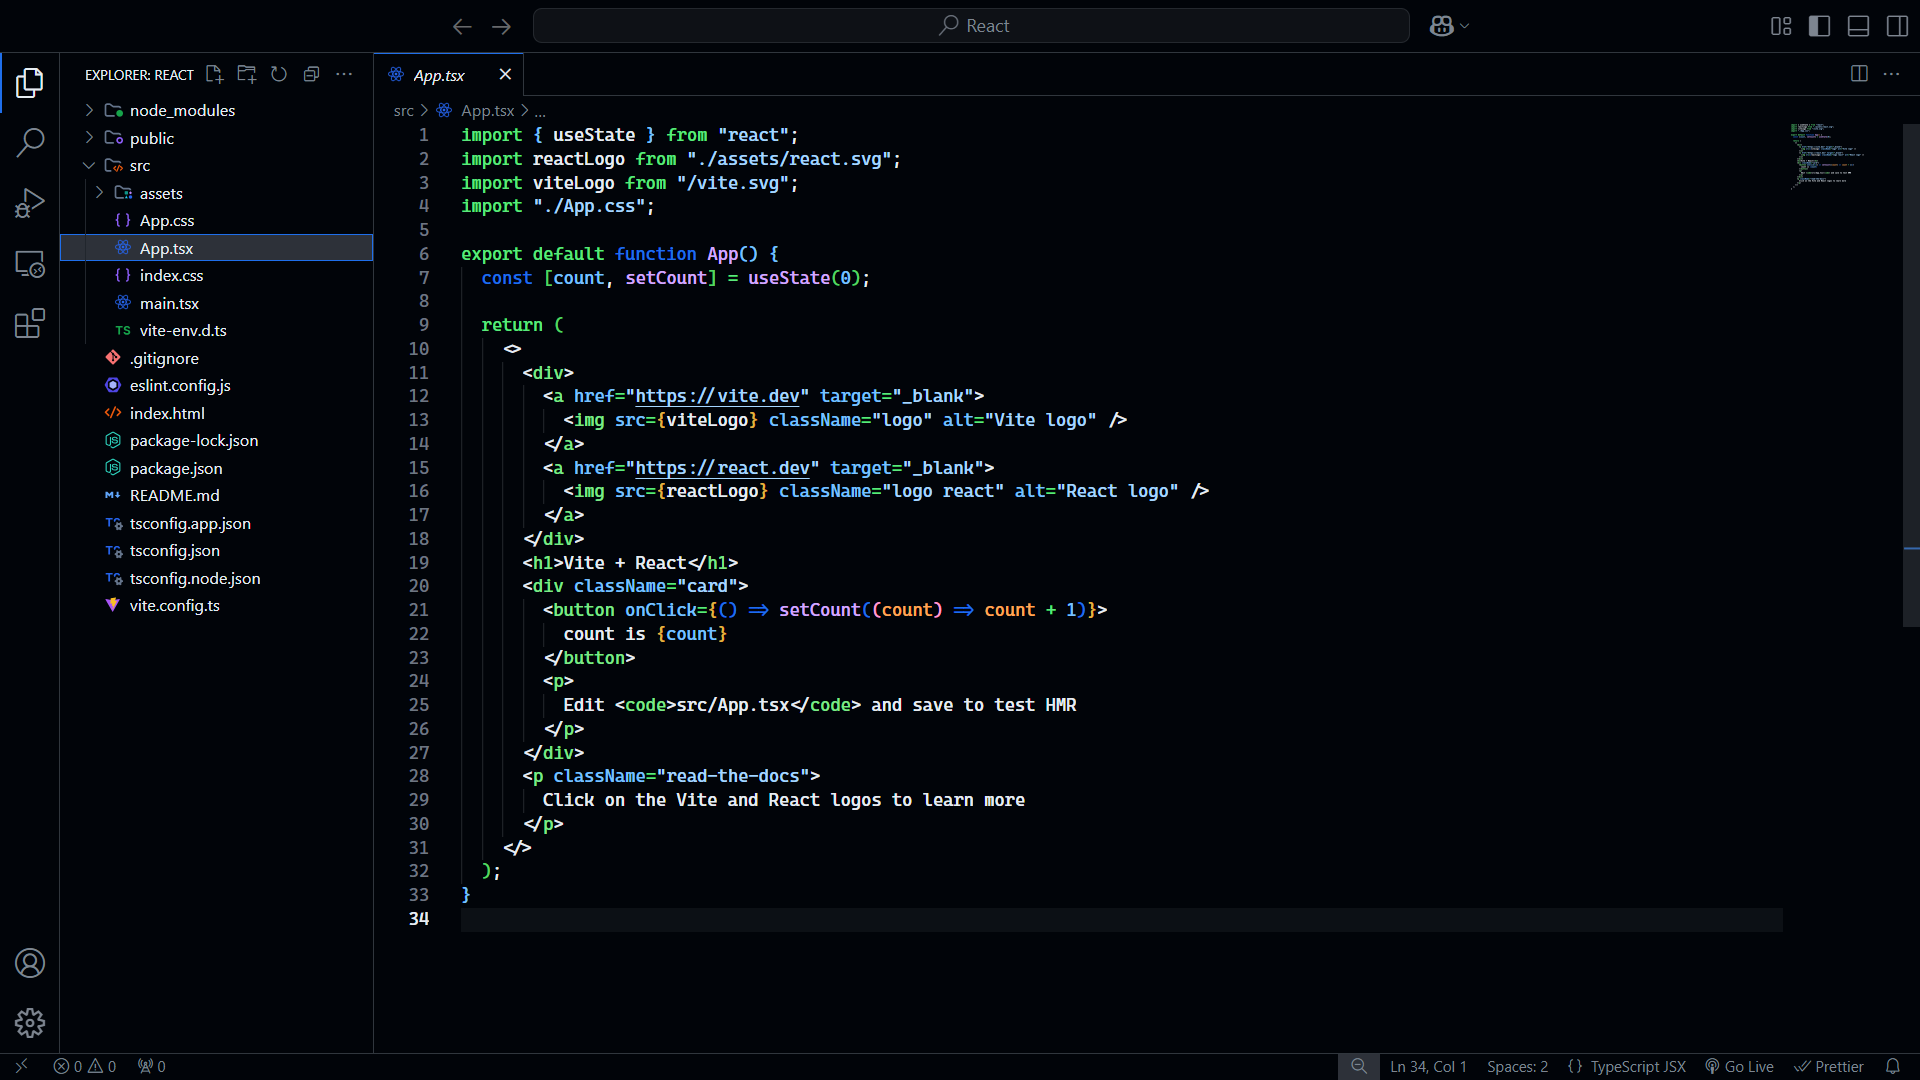 React
EXPLORER: REACT
node_modules
public
src
assets
App.css
App.tsx
index.css
main.tsx
TS vite-env.d.ts
.gitignore
eslint.config.js
index.html
package-lock.json
package.json
README.md
tsconfig.app.json
tsconfig.json
tsconfig.node.json
vite.config.ts
App.tsx
src > App.tsx > ...
1 import { useState } from "react";
2 import reactLogo from "./assets/react.svg";
3 import viteLogo from "/vite.svg";
4 import "./App.css";
5
6 export default function App() {
7   const [count, setCount] = useState(0);
8
9   return (
10     <>
11       <div>
12         <a href="https://vite.dev" target="_blank">
13           <img src={viteLogo} className="logo" alt="Vite logo" />
14         </a>
15         <a href="https://react.dev" target="_blank">
16           <img src={reactLogo} className="logo react" alt="React logo" />
17         </a>
18       </div>
19       <h1>Vite + React</h1>
20       <div className="card">
21         <button onClick={() => setCount((count) => count + 1)}>
22           count is {count}
23         </button>
24         <p>
25           Edit <code>src/App.tsx</code> and save to test HMR
26         </p>
27       </div>
28       <p className="read-the-docs">
29         Click on the Vite and React logos to learn more
30       </p>
31     </>
32   );
33 }
34
0 0 0 Ln 34, Col 1 Spaces: 2 {} TypeScript JSX Go Live Prettier